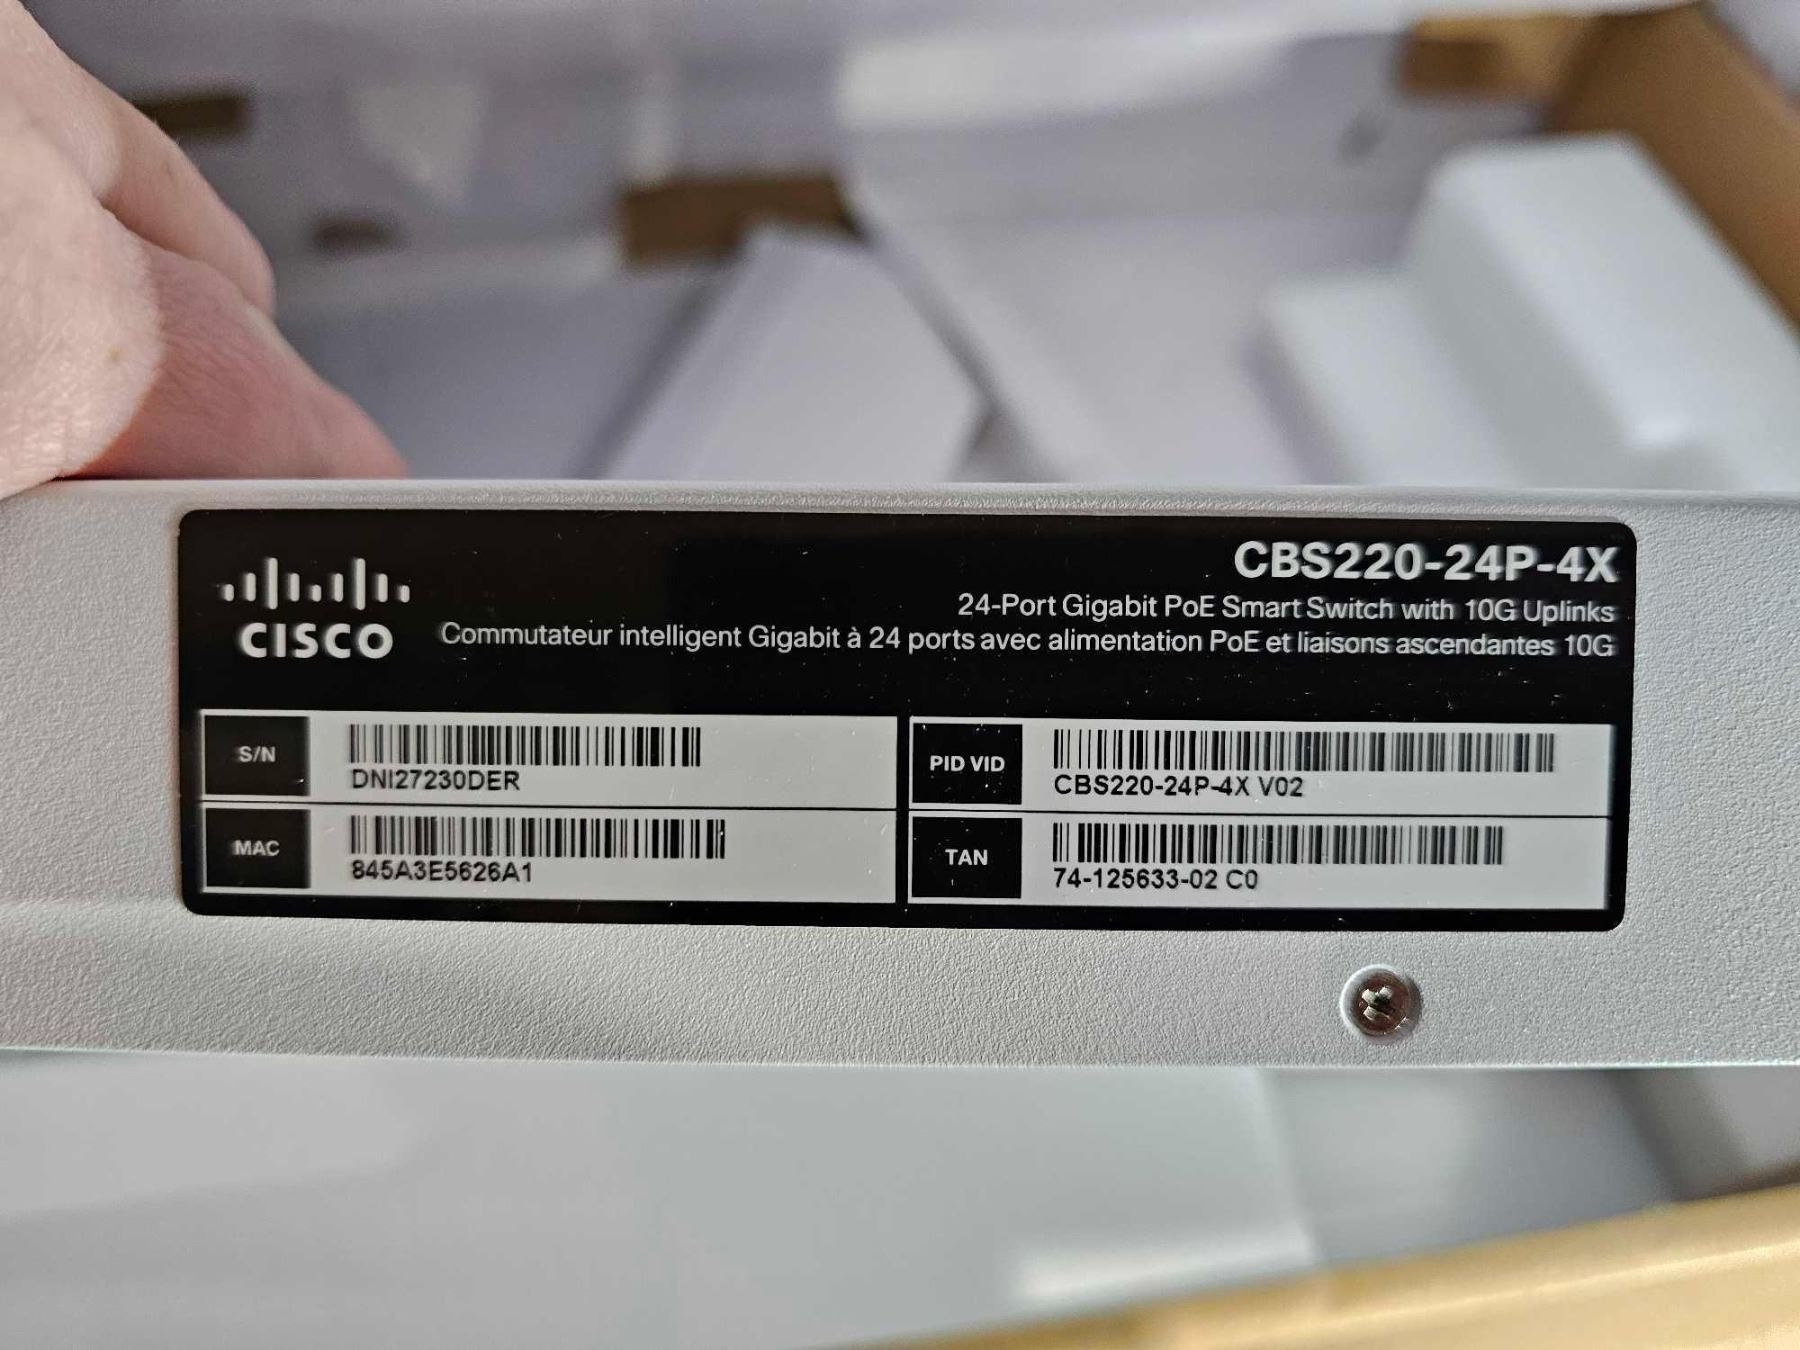 CISCO
CBS220-24P-4X
24-Port Gigabit PoE Smart Switch with 10G Uplinks
Commutateur intelligent Gigabit à 24 ports avec alimentation PoE et liaisons ascendantes 10G
S/N
DNI27230DER
PID VID
CBS220-24P-4X V02
MAC
845A3E5626A1
TAN
74-125633-02 C0